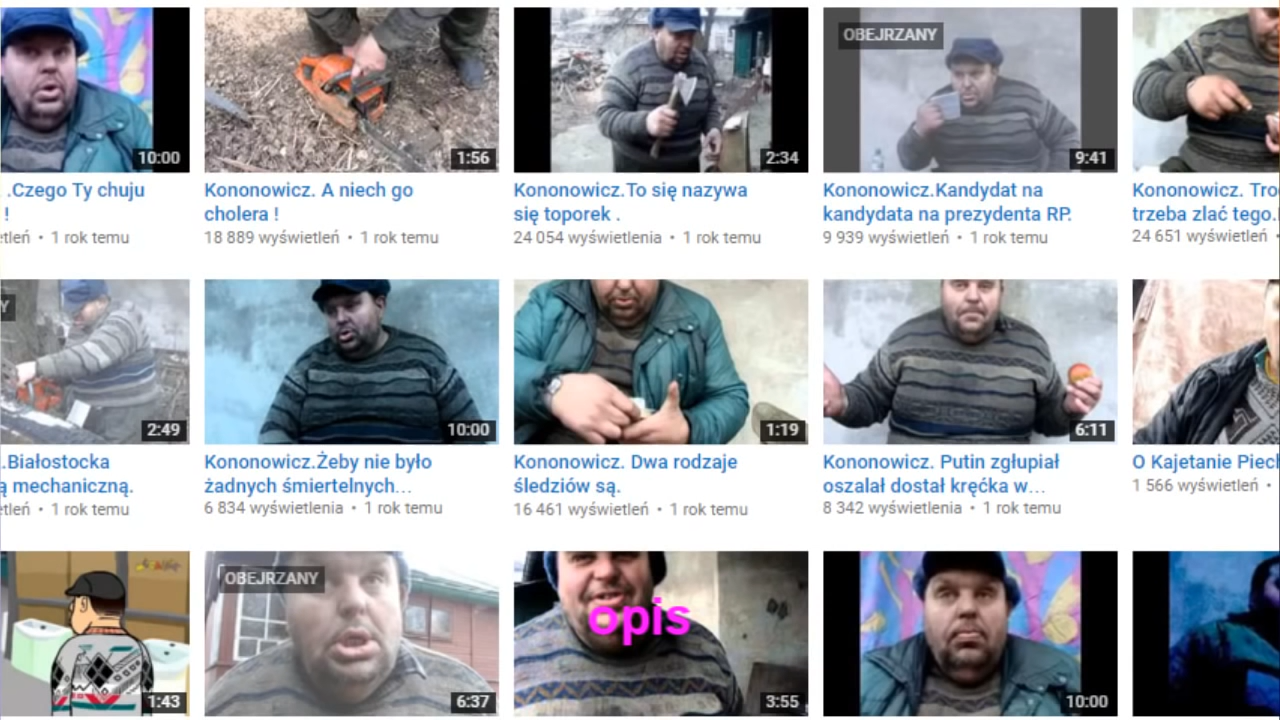 OBEJRZANY
10:00
1:56
2:34
9:41
.Czego Ty chuju
!
Kononowicz. A niech go
cholera !
Kononowicz.To się nazywa
się toporek .
Kononowicz.Kandydat na
kandydata na prezydenta RP.
Kononowicz. Tro
trzeba zlać tego.
etleń • 1 rok temu
18 889 wyświetleń • 1 rok temu
24 054 wyświetlenia • 1 rok temu
9 939 wyświetleń • 1 rok temu
24 651 wyświetleń •
Y
2:49
10:00
1:19
6:11
.Białostocka
ą mechaniczną.
Kononowicz.Żeby nie było
żadnych śmiertelnych...
Kononowicz. Dwa rodzaje
śledziów są.
Kononowicz. Putin zgłupiał
oszalał dostał kręćka w...
O Kajetanie Piech
etleń • 1 rok temu
6 834 wyświetlenia • 1 rok temu
16 461 wyświetleń • 1 rok temu
8 342 wyświetlenia • 1 rok temu
1 566 wyświetleń •
OBEJRZANY
opis
1:43
6:37
3:55
10:00